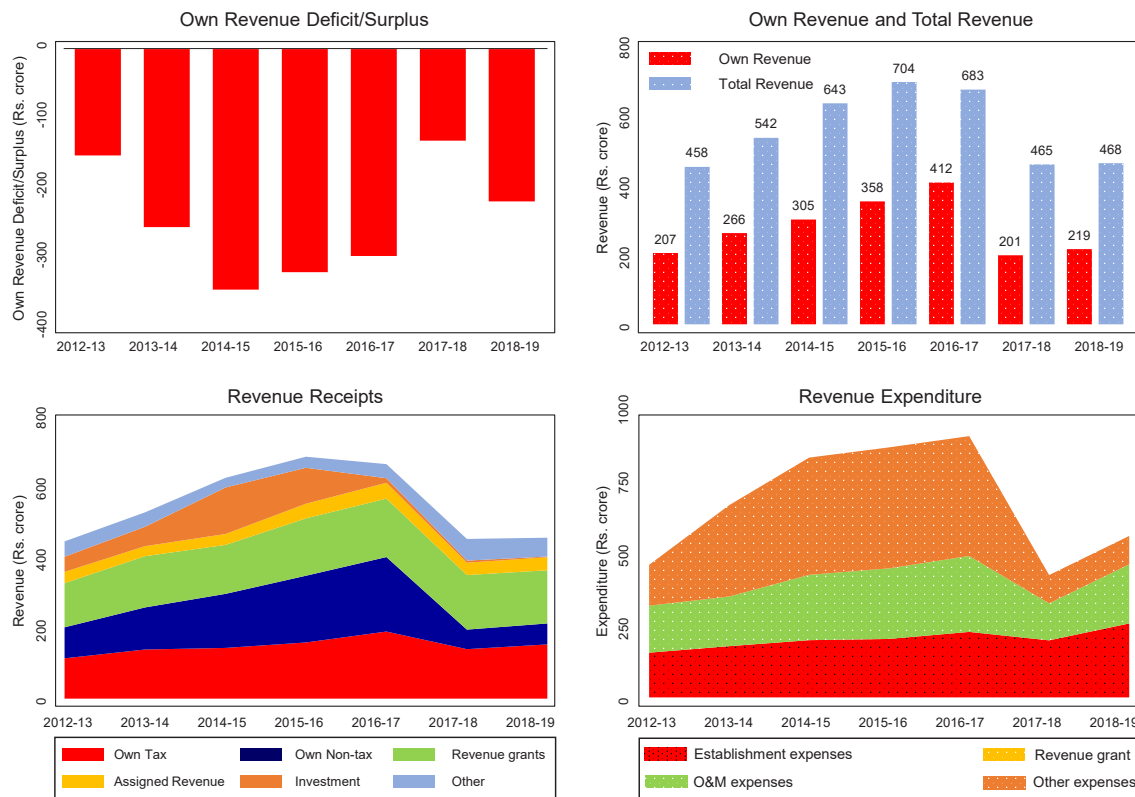 Own Revenue Deficit/Surplus
Own Revenue Deficit/Surplus (Rs. crore)
0
-100
-200
-300
-400
2012-13 2013-14 2014-15 2015-16 2016-17 2017-18 2018-19
Own Revenue and Total Revenue
Revenue (Rs. crore)
800
600
400
200
0
Own Revenue
Total Revenue
207 458 266 542 305 643 358 704 412 683 201 465 219 468
2012-13 2013-14 2014-15 2015-16 2016-17 2017-18 2018-19
Revenue Receipts
Revenue (Rs. crore)
800
600
400
200
0
2012-13 2013-14 2014-15 2015-16 2016-17 2017-18 2018-19
Own Tax Own Non-tax Revenue grants
Assigned Revenue Investment Other
Revenue Expenditure
Expenditure (Rs. crore)
1000
750
500
250
0
2012-13 2013-14 2014-15 2015-16 2016-17 2017-18 2018-19
Establishment expenses Revenue grant
O&M expenses Other expenses